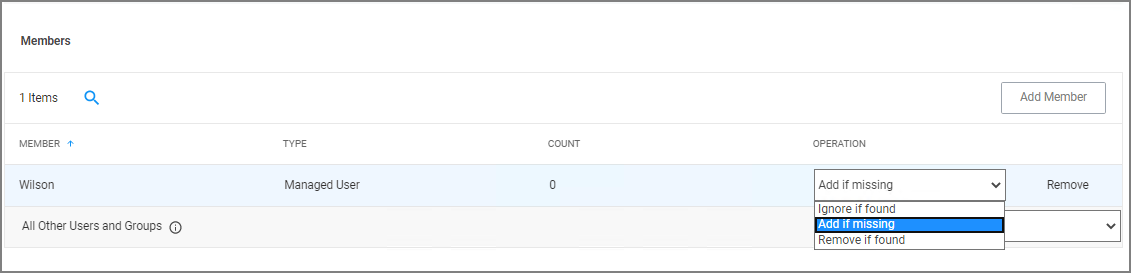 Members
1 Items
Add Member
MEMBER TYPE COUNT OPERATION
Wilson Managed User 0 Add if missing Remove
Ignore if found
Add if missing
All Other Users and Groups
Remove if found